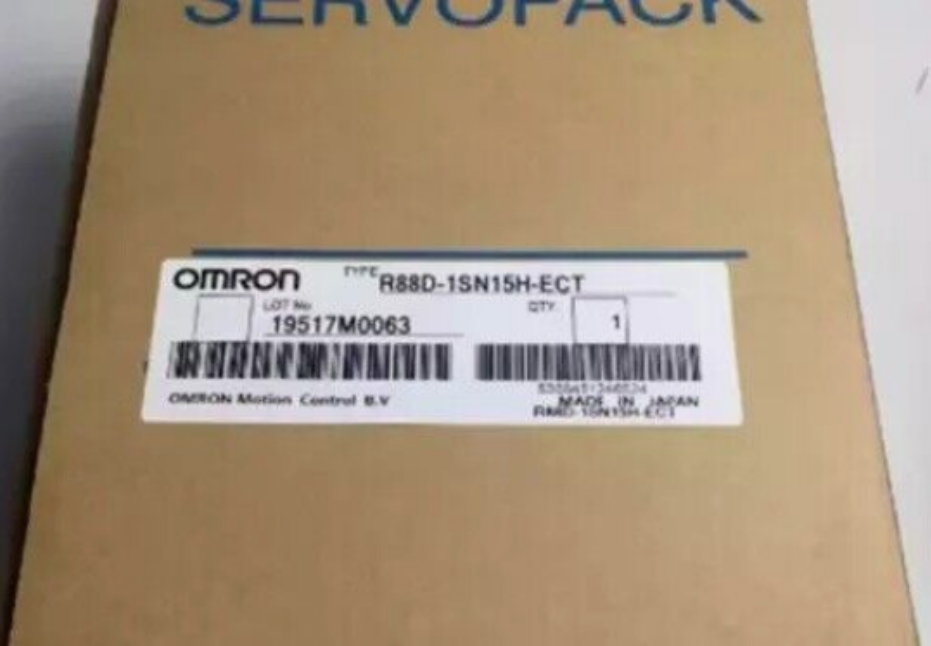 SERVOPACK
OMRON TYPE R88D-1SN15H-ECT
LOT No QTY
19517M0063 1
OMRON Motion Control B.V
MADE IN JAPAN
R88D-1SN15H-ECT